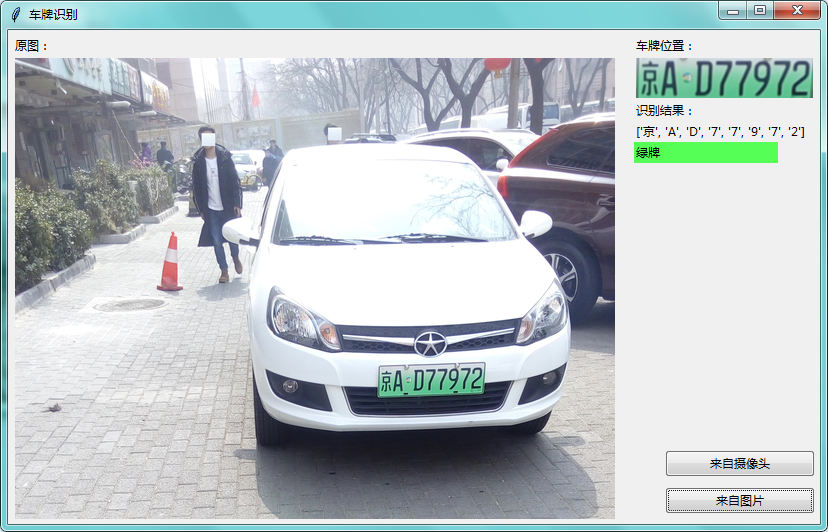 车牌识别
原图：
京A·D77972
车牌位置：
京A·D77972
识别结果：
['京', 'A', 'D', '7', '7', '9', '7', '2']
绿牌
来自摄像头
来自图片